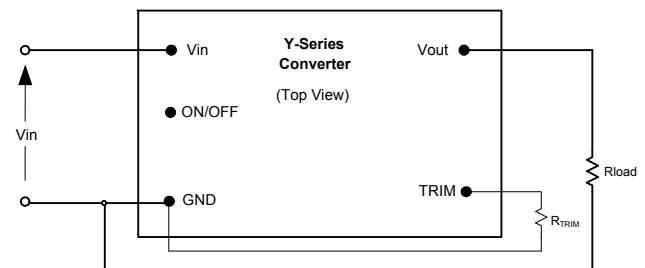 Y-Series
Converter
(Top View)
Vin
Vout
ON/OFF
Vin
GND
TRIM
Rload
RTRIM